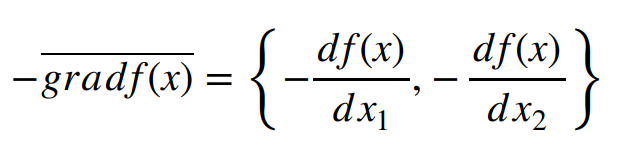 $-\overline{gradf(x)} = \left\{ -\frac{df(x)}{dx_1}, -\frac{df(x)}{dx_2} \right\}$